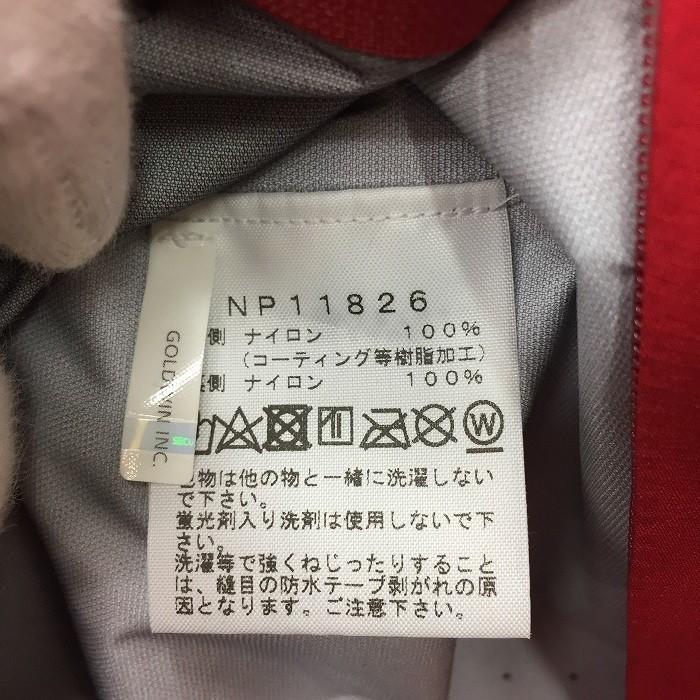 NP11826
側 ナイロン 100%
(コーティング等樹脂加工)
側 ナイロン 100%
W
GOLDWIN INC.
物は他の物と一緒に洗濯しない
で下さい。
蛍光剤入り洗剤は使用しないで下
さい。
洗濯等で強くねじったりすること
は、縫目の防水テープ剥がれの原
因となります。ご注意下さい。